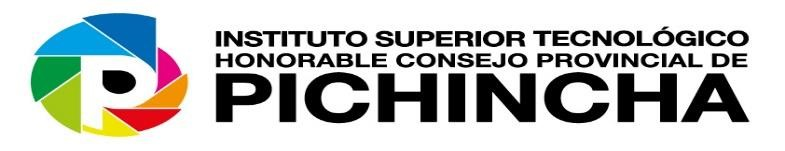 P
INSTITUTO SUPERIOR TECNOLÓGICO
HONORABLE CONSEJO PROVINCIAL DE
PICHINCHA